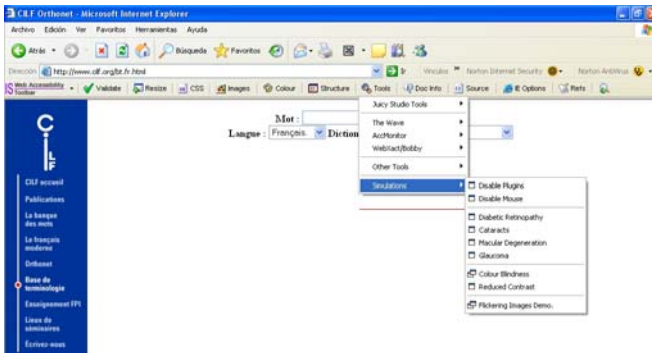 CILF Orthonet - Microsoft Internet Explorer
Archivo Edición Ver Favoritos Herramientas Ayuda
Atrás Búsqueda Favoritos
Dirección http://www.cilf.org/bt.fr.html Ir Vínculos Norton Internet Security Norton AntiVirus
Web Accessibility Toolbar Validate Resize CSS Images Colour Structure Tools Doc Info Source IE Options Refs
Juicy Studio Tools
The Wave
AccMonitor
WebXact/Bobby
Other Tools
Simulations
Disable Plugins
Disable Mouse
Diabetic Retinopathy
Cataracts
Macular Degeneration
Glaucoma
Colour Blindness
Reduced Contrast
Flickering Images Demo.
Mot :
Langue : Français. Diction
CILF
CILF accueil
Publications
La banque des mots
Le français moderne
Orthonet
Base de terminologie
Enseignement FPI
Lieux de séminaires
Écrivez-nous